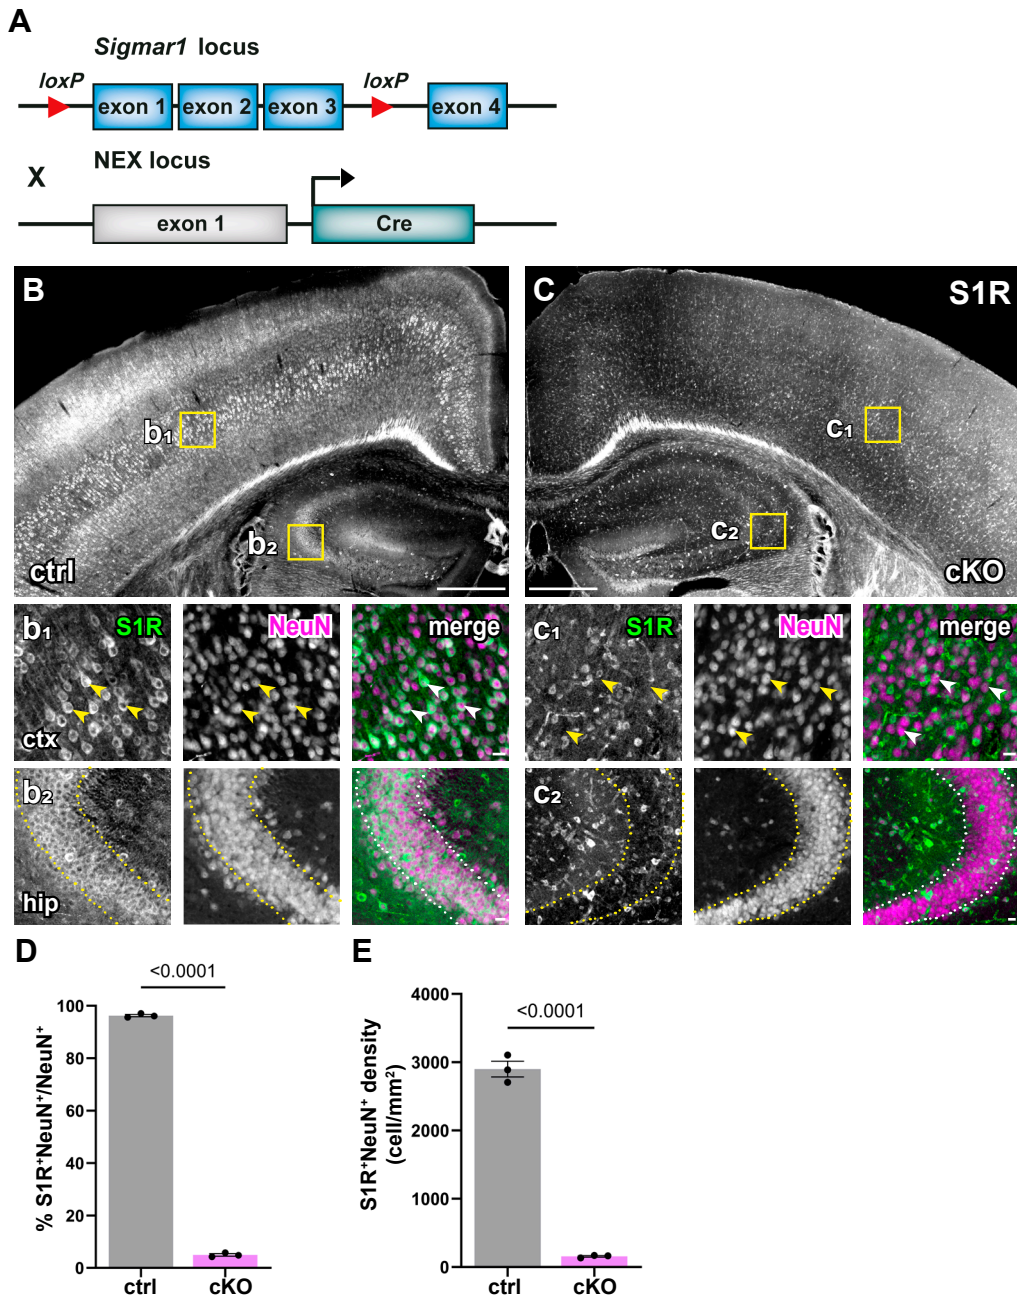 A
Sigmar1 locus
loxP loxP
exon 1 exon 2 exon 3 exon 4
NEX locus
X
exon 1 Cre
B C S1R
b₁ c₁
b₂ c₂
ctrl cKO
b₁ S1R NeuN merge c₁ S1R NeuN merge
ctx
b₂ c₂
hip
D E
<0.0001
% S1R⁺NeuN⁺/NeuN⁺
100
80
60
40
20
0
ctrl cKO
<0.0001
S1R⁺NeuN⁺ density
(cell/mm²)
4000
3000
2000
1000
0
ctrl cKO